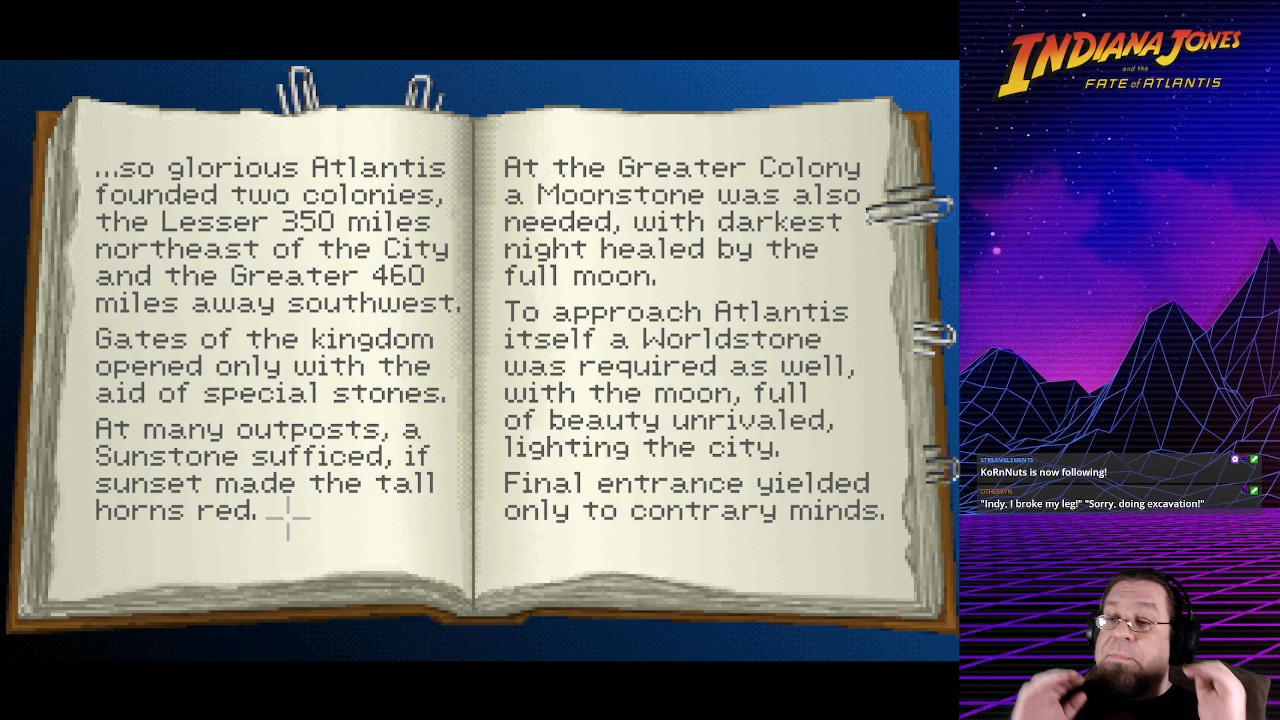 ...so glorious Atlantis
founded two colonies,
the Lesser 350 miles
northeast of the City
and the Greater 460
miles away southwest.
Gates of the kingdom
opened only with the
aid of special stones.
At many outposts, a
Sunstone sufficed, if
sunset made the tall
horns red.
At the Greater Colony
a Moonstone was also
needed, with darkest
night healed by the
full moon.
To approach Atlantis
itself a Worldstone
was required as well,
with the moon, full
of beauty unrivaled,
lighting the city.
Final entrance yielded
only to contrary minds.
INDIANA JONES
and the
FATE of ATLANTIS
STREAMELEMENTS
KoRnNuts is now following!
"Indy, I broke my leg!" "Sorry, doing excavation!"